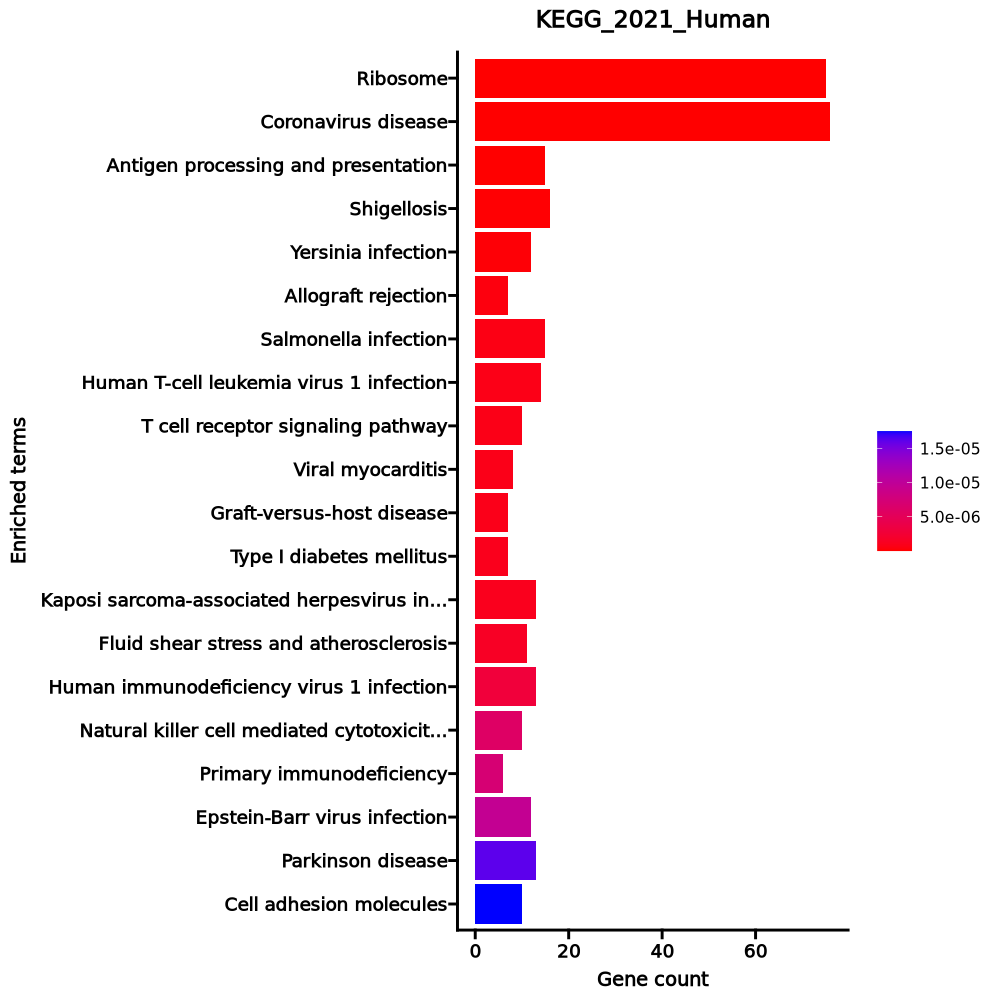 KEGG_2021_Human
Ribosome
Coronavirus disease
Antigen processing and presentation
Shigellosis
Yersinia infection
Allograft rejection
Salmonella infection
Human T-cell leukemia virus 1 infection
T cell receptor signaling pathway
Viral myocarditis
Graft-versus-host disease
Type I diabetes mellitus
Kaposi sarcoma-associated herpesvirus in...
Fluid shear stress and atherosclerosis
Human immunodeficiency virus 1 infection
Natural killer cell mediated cytotoxicit...
Primary immunodeficiency
Epstein-Barr virus infection
Parkinson disease
Cell adhesion molecules
Enriched terms
0 20 40 60
Gene count
1.5e-05
1.0e-05
5.0e-06